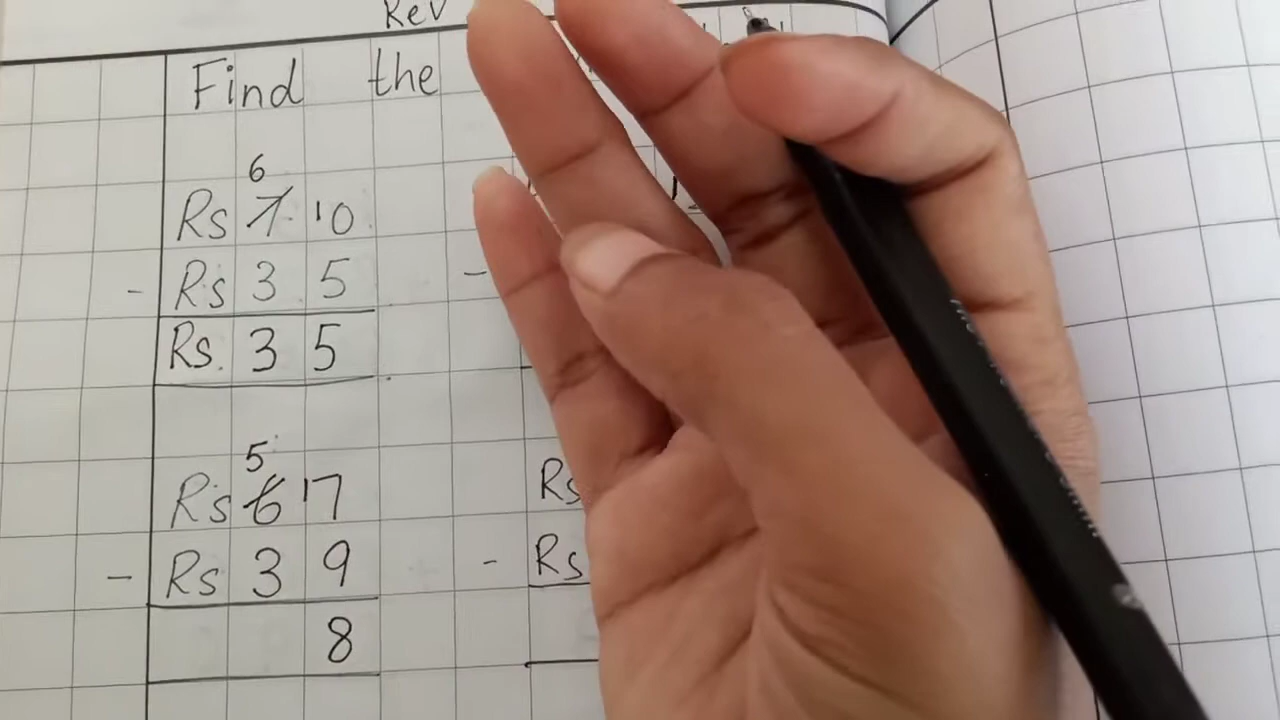 Rev
Find the
6
Rs 7 10
- Rs 3 5 -
Rs. 3 5
5
Rs 6 17 Rs
- Rs 3 9 - Rs
8